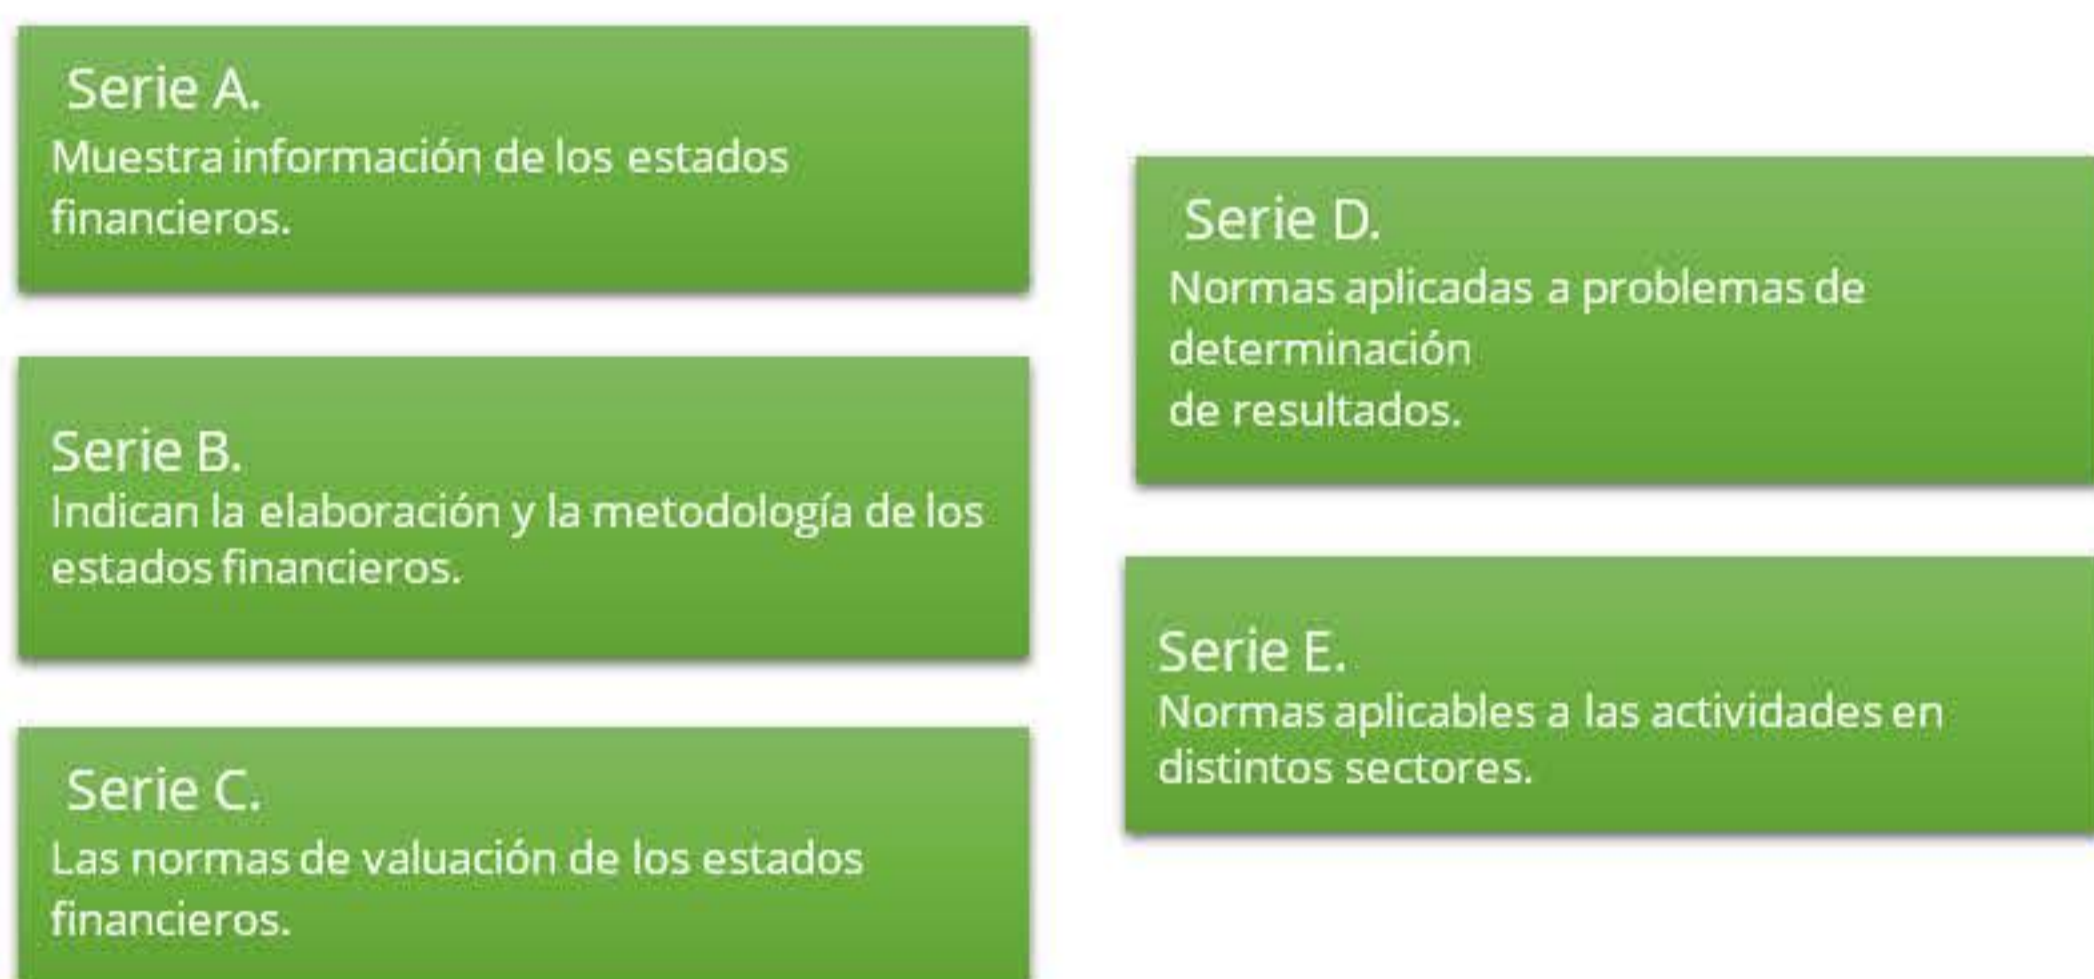 Serie A.
Muestra información de los estados
financieros.
Serie B.
Indican la elaboración y la metodología de los
estados financieros.
Serie C.
Las normas de valuación de los estados
financieros.
Serie D.
Normas aplicadas a problemas de
determinación
de resultados.
Serie E.
Normas aplicables a las actividades en
distintos sectores.